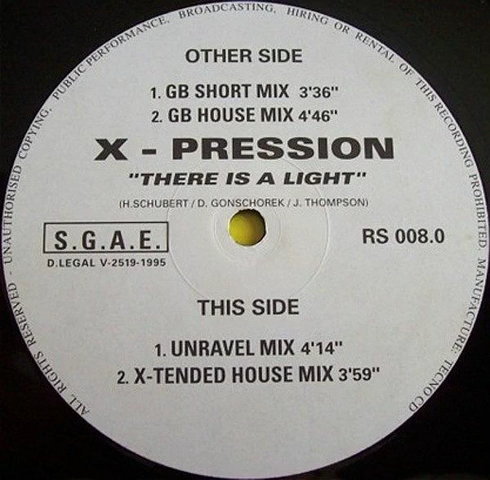 ALL RIGHTS RESERVED - UNAUTHORISED COPYING, PUBLIC PERFORMANCE, BROADCASTING, HIRING OR RENTAL OF THIS RECORDING PROHIBITED. MANUFACTURE: TECNO CD
OTHER SIDE
1. GB SHORT MIX 3'36"
2. GB HOUSE MIX 4'46"
X - PRESSION
"THERE IS A LIGHT"
(H.SCHUBERT / D. GONSCHOREK / J. THOMPSON)
S.G.A.E.
D.LEGAL V-2519-1995
RS 008.0
THIS SIDE
1. UNRAVEL MIX 4'14"
2. X-TENDED HOUSE MIX 3'59"